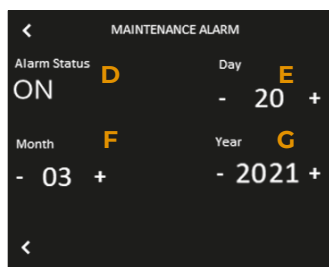 < MAINTENANCE ALARM
Alarm Status D
ON
Day E
- 20 +
Month F
- 03 +
Year G
- 2021 +
<